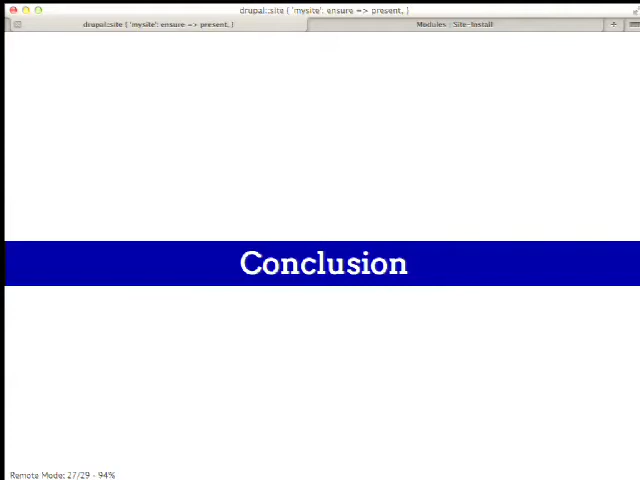 drupal::site { 'mysite': ensure => present, }
drupal::site { 'mysite': ensure => present, }
Modules | Site-Install
+
Conclusion
Remote Mode: 27/29 - 94%